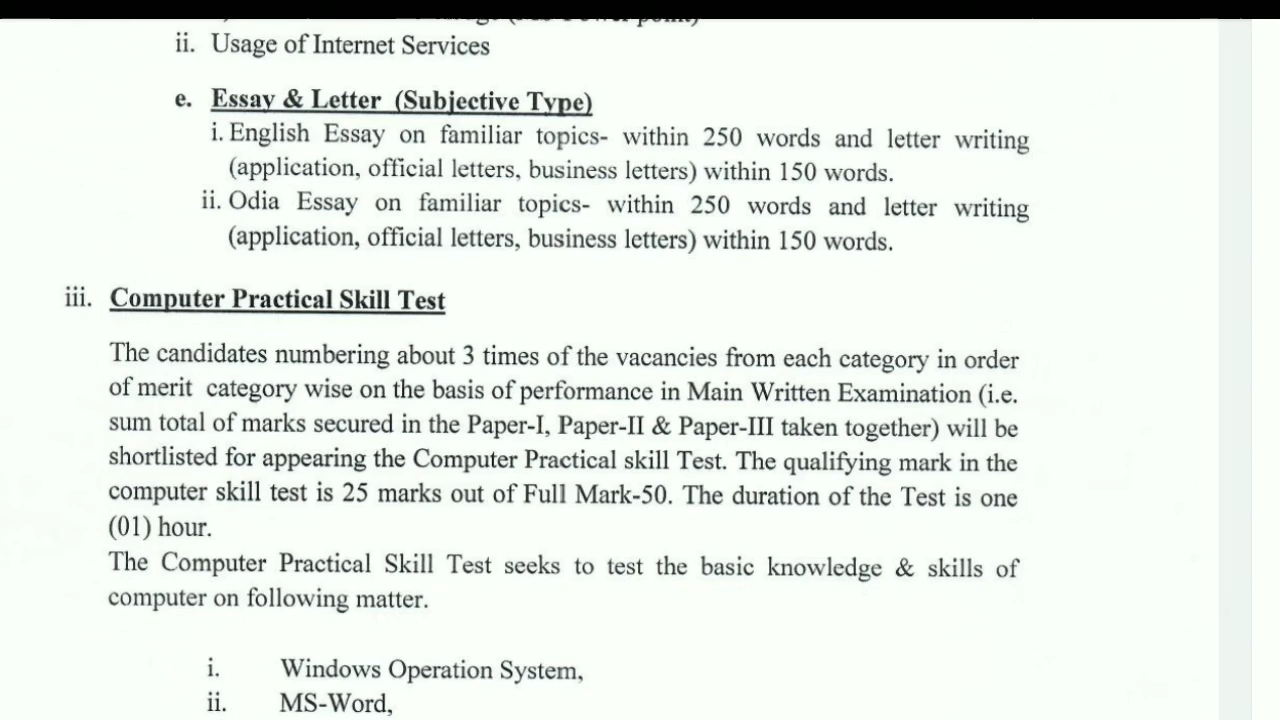 ii. Usage of Internet Services
e. Essay & Letter (Subjective Type)
i. English Essay on familiar topics- within 250 words and letter writing
(application, official letters, business letters) within 150 words.
ii. Odia Essay on familiar topics- within 250 words and letter writing
(application, official letters, business letters) within 150 words.
iii. Computer Practical Skill Test
The candidates numbering about 3 times of the vacancies from each category in order
of merit category wise on the basis of performance in Main Written Examination (i.e.
sum total of marks secured in the Paper-I, Paper-II & Paper-III taken together) will be
shortlisted for appearing the Computer Practical skill Test. The qualifying mark in the
computer skill test is 25 marks out of Full Mark-50. The duration of the Test is one
(01) hour.
The Computer Practical Skill Test seeks to test the basic knowledge & skills of
computer on following matter.
i. Windows Operation System,
ii. MS-Word,